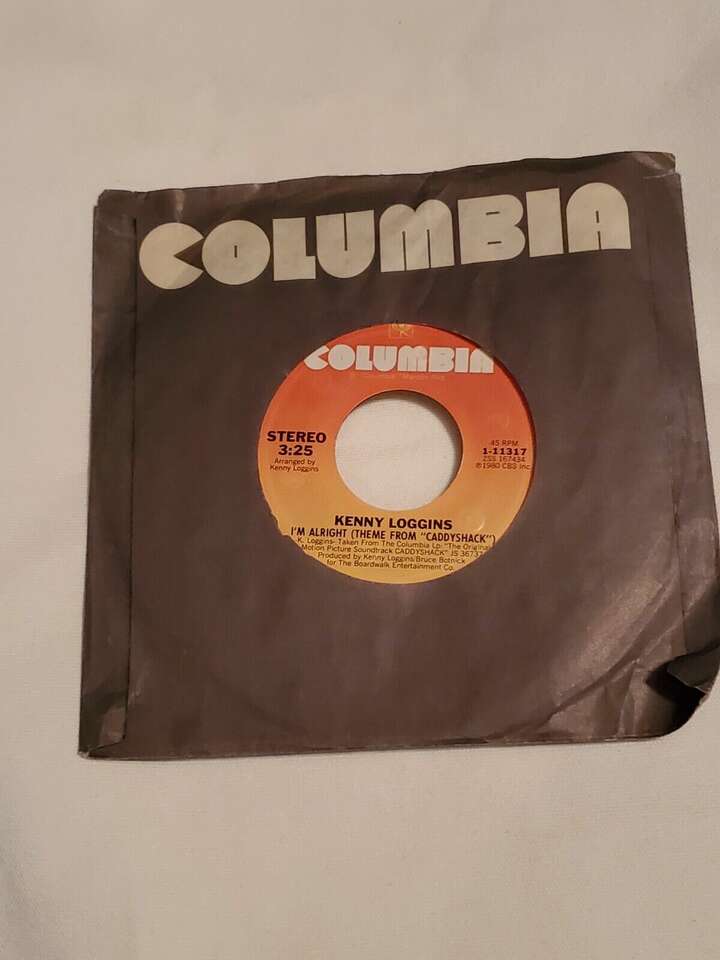 COLUMBIA
COLUMBIA
STEREO
3:25
Arranged by
Kenny Loggins
45 RPM
1-11317
ZSS 167434
℗1980 CBS Inc.
KENNY LOGGINS
I'M ALRIGHT (THEME FROM "CADDYSHACK")
K. Loggins- Taken From The Columbia Lp: "The Original
Motion Picture Soundtrack CADDYSHACK" JS 36737
Produced by Kenny Loggins/Bruce Botnick
for The Boardwalk Entertainment Co.